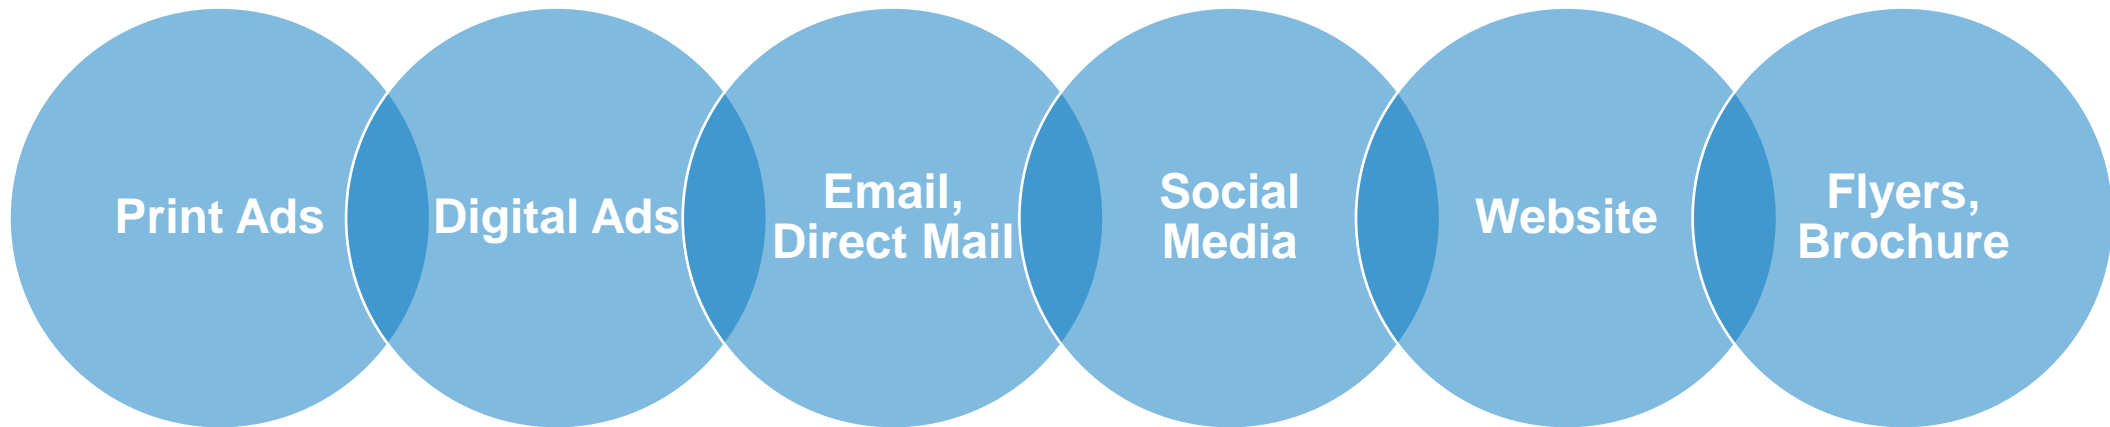 Print Ads
Digital Ads
Email,
Direct Mail
Social
Media
Website
Flyers,
Brochure